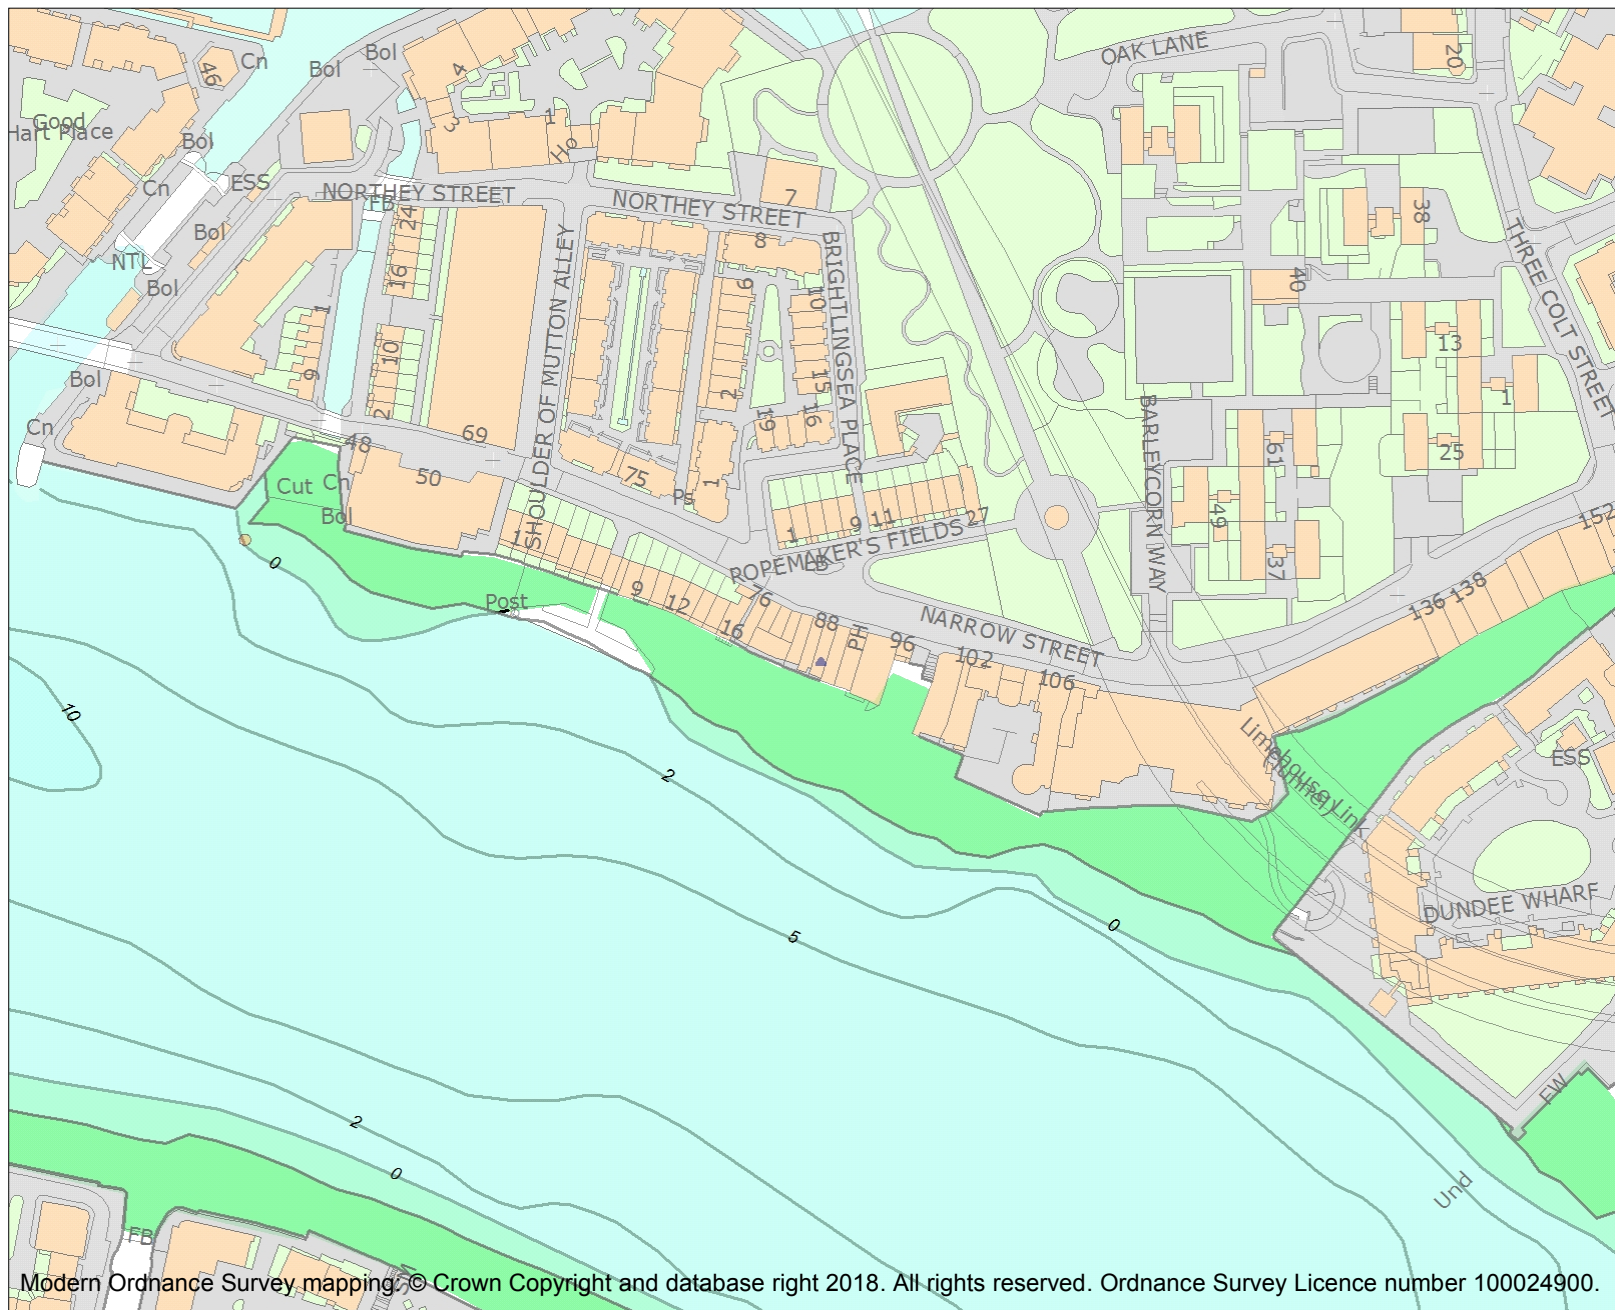 OAK LANE
20
Bol
Cn
Bol
46
4
Good
Hart Place
3
1
Ho
Bol
ESS
Cn
NORTHEY STREET
FB
24
NORTHEY STREET
7
38
Bol
8
THREE COLT STREET
NTL
16
SHOULDER OF MUTTON ALLEY
BRIGHTLINGSEA PLACE
40
Bol
9
10
1
13
10
Bol
6
2
15
1
BARLEYCORN WAY
2
19
16
Cn
48
69
61
25
50
75
1
Cut
Cn
Ps
Bol
49
152
1
1
9
11
27
ROPEMAKER'S FIELDS
LB
37
0
Post
9
12
76
136
138
16
88
PH
96
NARROW STREET
102
106
10
2
Limehouse Link
(Tunnel)
ESS
DUNDEE WHARF
5
0
FW
2
0
Und
FB
Modern Ordnance Survey mapping: © Crown Copyright and database right 2018. All rights reserved. Ordnance Survey Licence number 100024900.